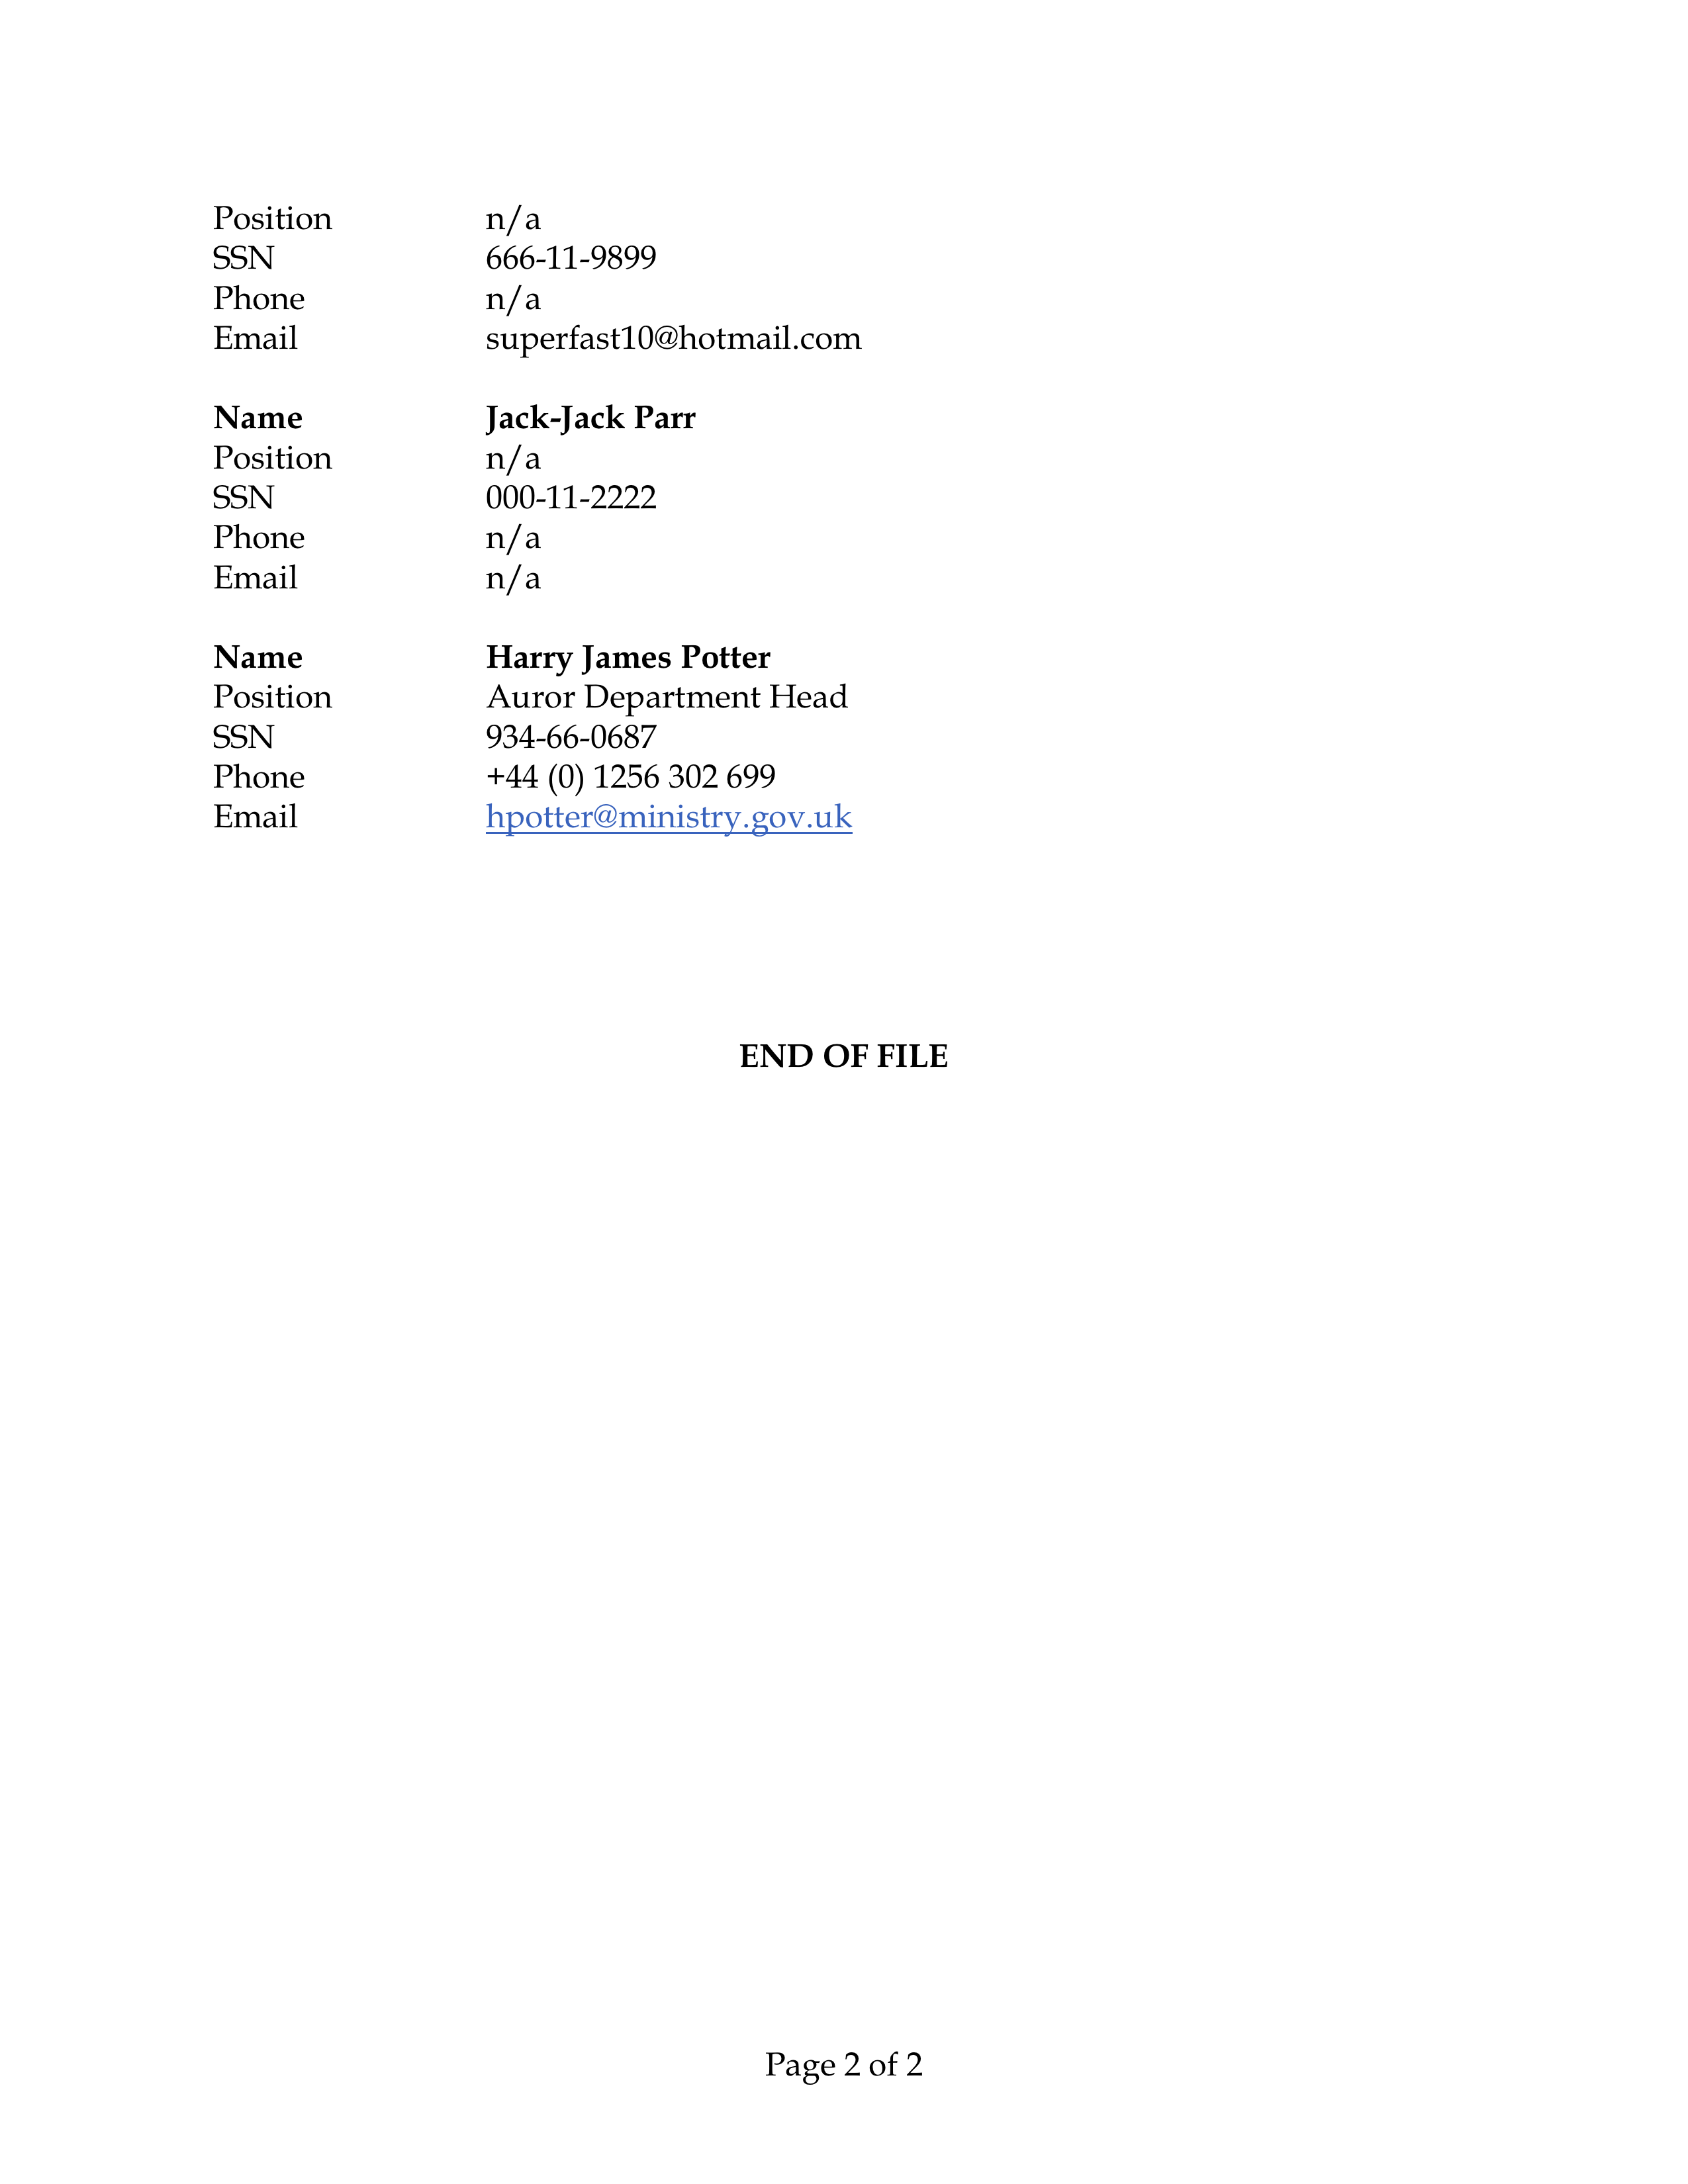 Position n/a
SSN 666-11-9899
Phone n/a
Email superfast10@hotmail.com
Name Jack-Jack Parr
Position n/a
SSN 000-11-2222
Phone n/a
Email n/a
Name Harry James Potter
Position Auror Department Head
SSN 934-66-0687
Phone +44 (0) 1256 302 699
Email hpotter@ministry.gov.uk
END OF FILE
Page 2 of 2